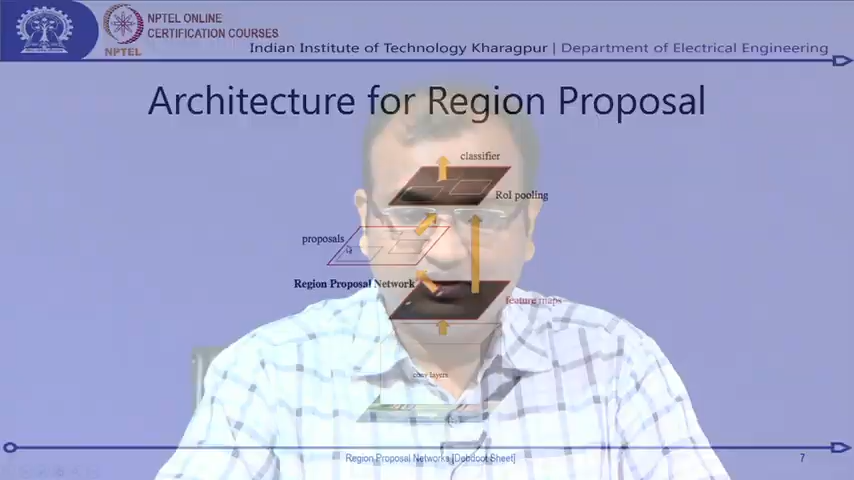 NPTEL ONLINE
CERTIFICATION COURSES
NPTEL
Indian Institute of Technology Kharagpur | Department of Electrical Engineering
Architecture for Region Proposal
classifier
RoI pooling
proposals
Region Proposal Network
feature maps
conv layers
Region Proposal Networks [Debdoot Sheet]
7